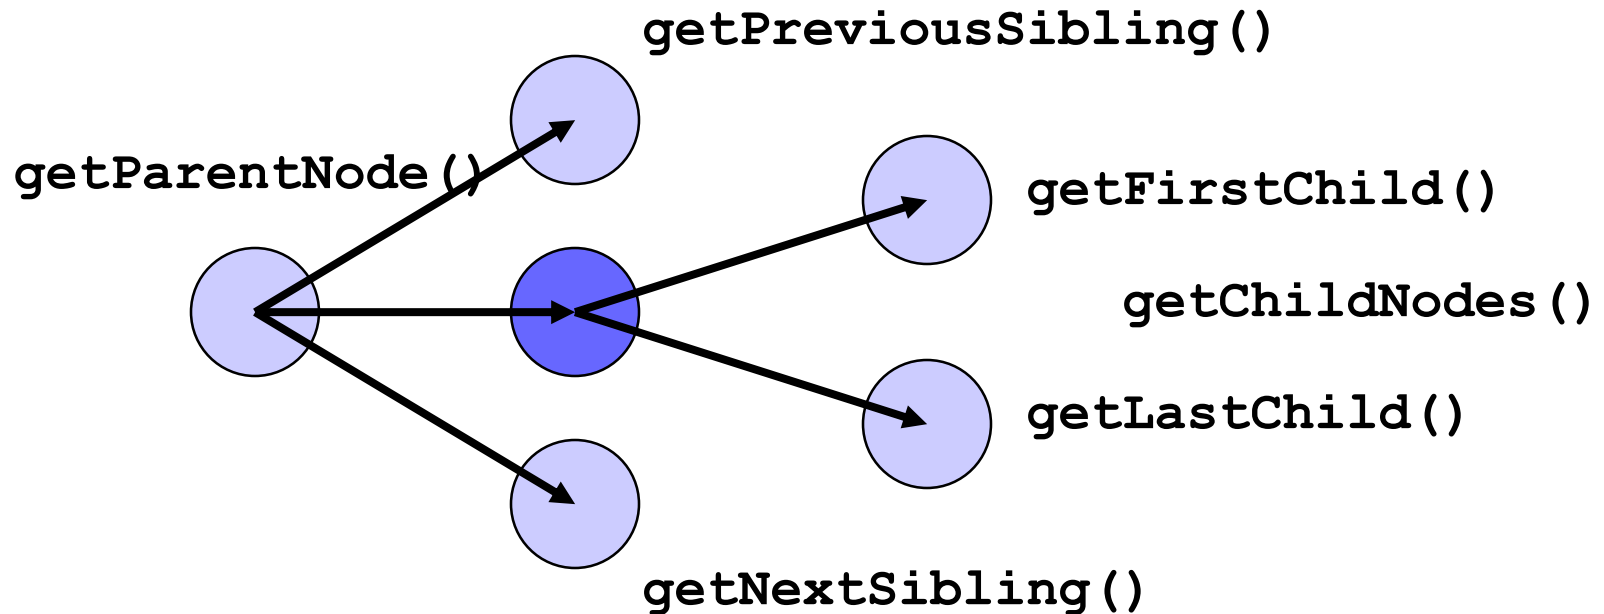 getPreviousSibling()
getParentNode()
getFirstChild()
getChildNodes()
getLastChild()
getNextSibling()